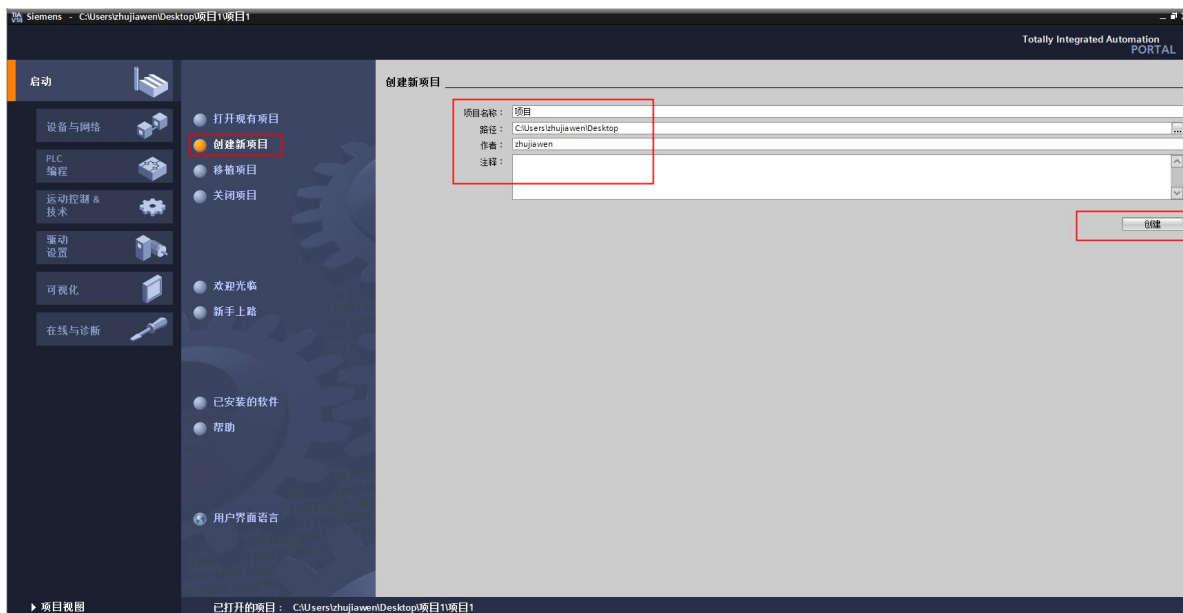 TIA
V14
Siemens - C:\Users\zhujiawen\Desktop\项目1\项目1
Totally Integrated Automation
PORTAL
启动
设备与网络
PLC
编程
运动控制 &
技术
驱动
设置
可视化
在线与诊断
打开现有项目
创建新项目
移植项目
关闭项目
欢迎光临
新手上路
已安装的软件
帮助
用户界面语言
创建新项目
项目名称：
项目
路径：
C:\Users\zhujiawen\Desktop
...
作者：
zhujiawen
注释：
创建
项目视图
已打开的项目： C:\Users\zhujiawen\Desktop\项目1\项目1